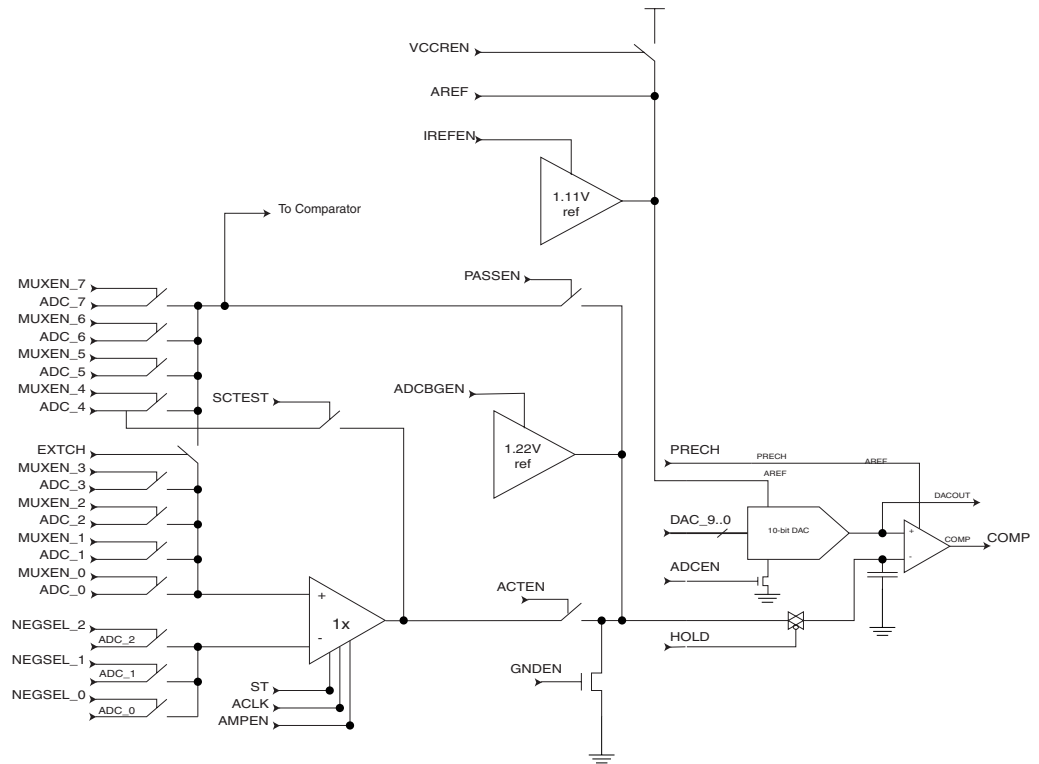 VCCREN
AREF
IREFEN
1.11V
ref
To Comparator
PASSEN
MUXEN_7
ADC_7
MUXEN_6
ADC_6
MUXEN_5
ADC_5
MUXEN_4
ADC_4
SCTEST
ADCBGEN
1.22V
ref
EXTCH
MUXEN_3
ADC_3
MUXEN_2
ADC_2
MUXEN_1
ADC_1
MUXEN_0
ADC_0
PRECH
PRECH
AREF
AREF
DACOUT
DAC_9..0
10-bit DAC
+
-
COMP
COMP
ADCEN
ACTEN
+
1x
-
NEGSEL_2
ADC_2
NEGSEL_1
ADC_1
NEGSEL_0
ADC_0
HOLD
GNDEN
ST
ACLK
AMPEN